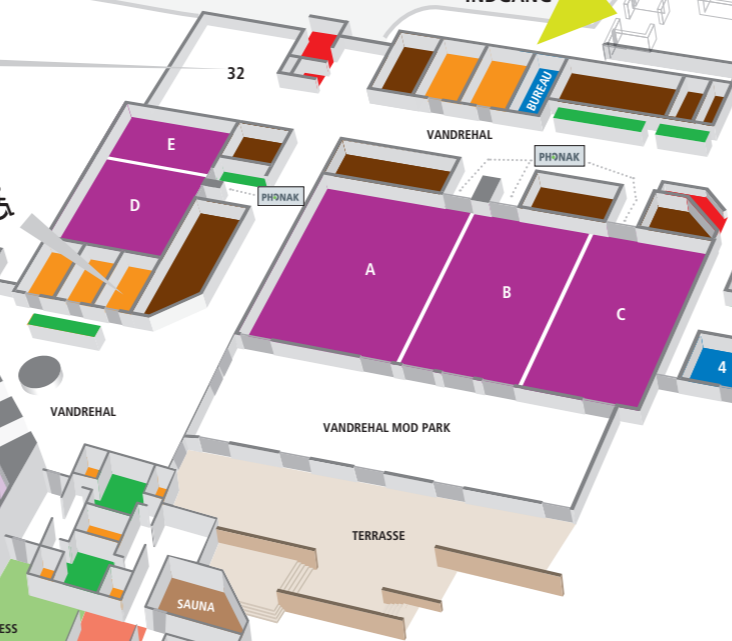 INDGANG
32
BUREAU
VANDREHAL
E
PHONAK
PHONAK
D
A
B
C
4
VANDREHAL
VANDREHAL MOD PARK
TERRASSE
SAUNA
ESS